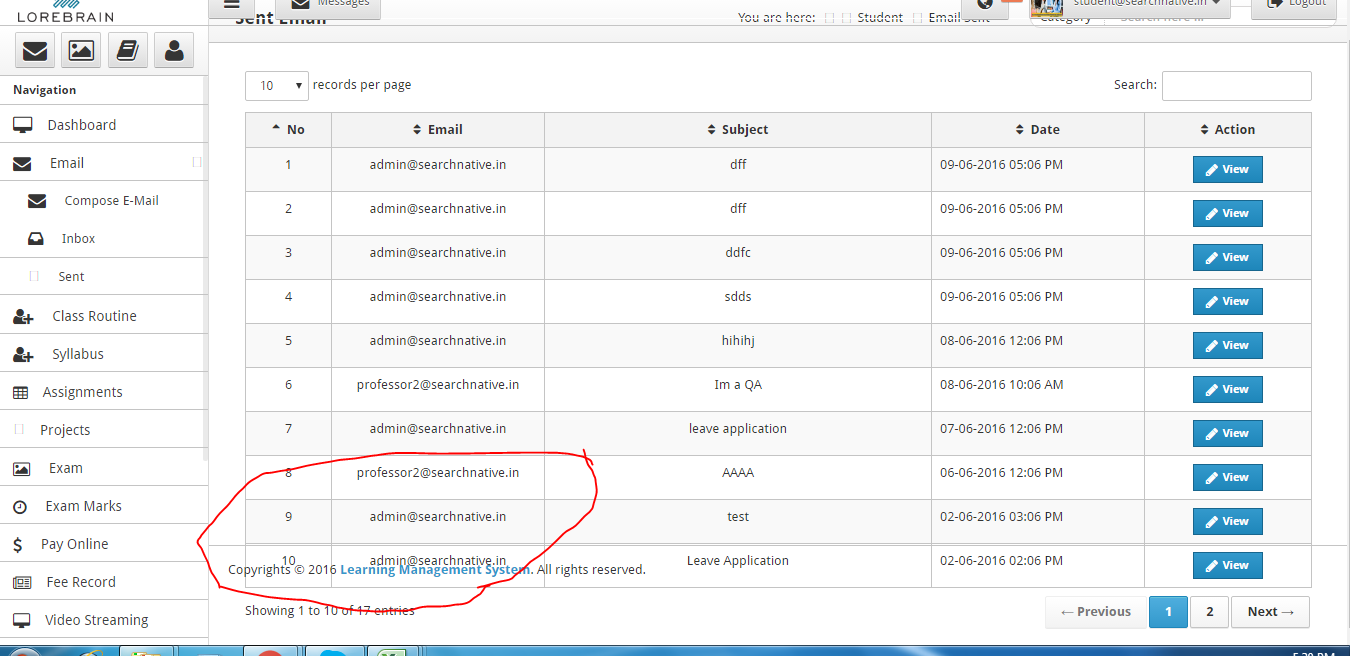 LOREBRAIN
Messages
student@searchnative.in
Logout
Sent Email
You are here: Student Email Sent
Category
Search here ...
Navigation
Dashboard
Email
Compose E-Mail
Inbox
Sent
Class Routine
Syllabus
Assignments
Projects
Exam
Exam Marks
Pay Online
Fee Record
Video Streaming
10 records per page
Search:
No Email Subject Date Action
1 admin@searchnative.in dff 09-06-2016 05:06 PM View
2 admin@searchnative.in dff 09-06-2016 05:06 PM View
3 admin@searchnative.in ddfc 09-06-2016 05:06 PM View
4 admin@searchnative.in sdds 09-06-2016 05:06 PM View
5 admin@searchnative.in hihihj 08-06-2016 12:06 PM View
6 professor2@searchnative.in Im a QA 08-06-2016 10:06 AM View
7 admin@searchnative.in leave application 07-06-2016 12:06 PM View
8 professor2@searchnative.in AAAA 06-06-2016 12:06 PM View
9 admin@searchnative.in test 02-06-2016 03:06 PM View
10 admin@searchnative.in Leave Application 02-06-2016 02:06 PM View
Copyrights © 2016 Learning Management System. All rights reserved.
Showing 1 to 10 of 17 entries
← Previous 1 2 Next →